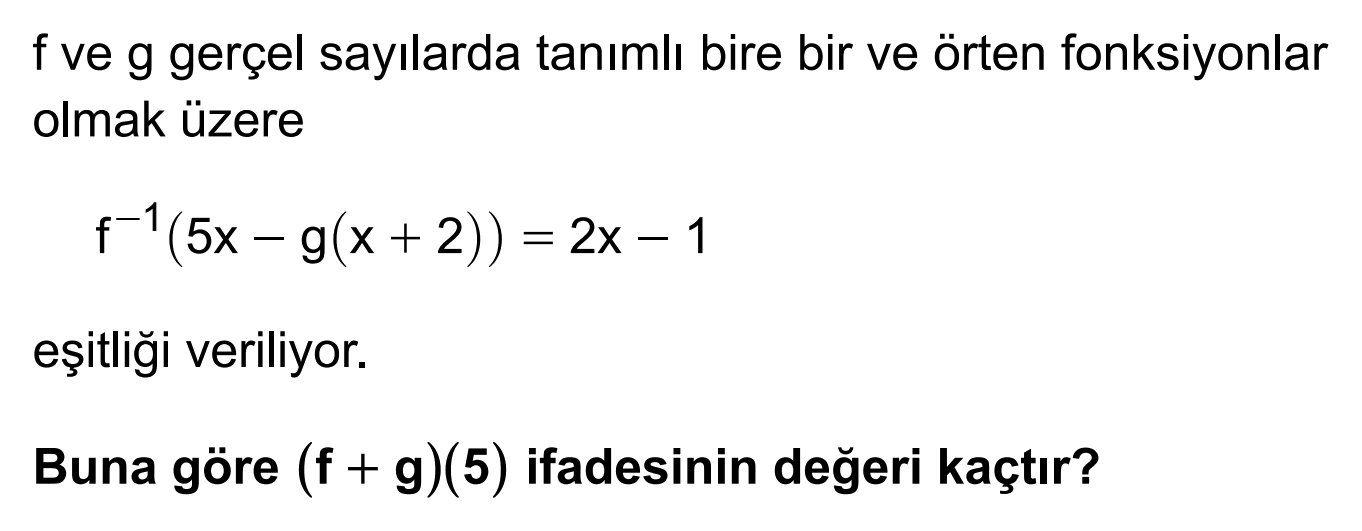 f ve g gerçel sayılarda tanımlı bire bir ve örten fonksiyonlar
olmak üzere
f⁻¹(5x − g(x + 2)) = 2x − 1
eşitliği veriliyor.
Buna göre (f + g)(5) ifadesinin değeri kaçtır?